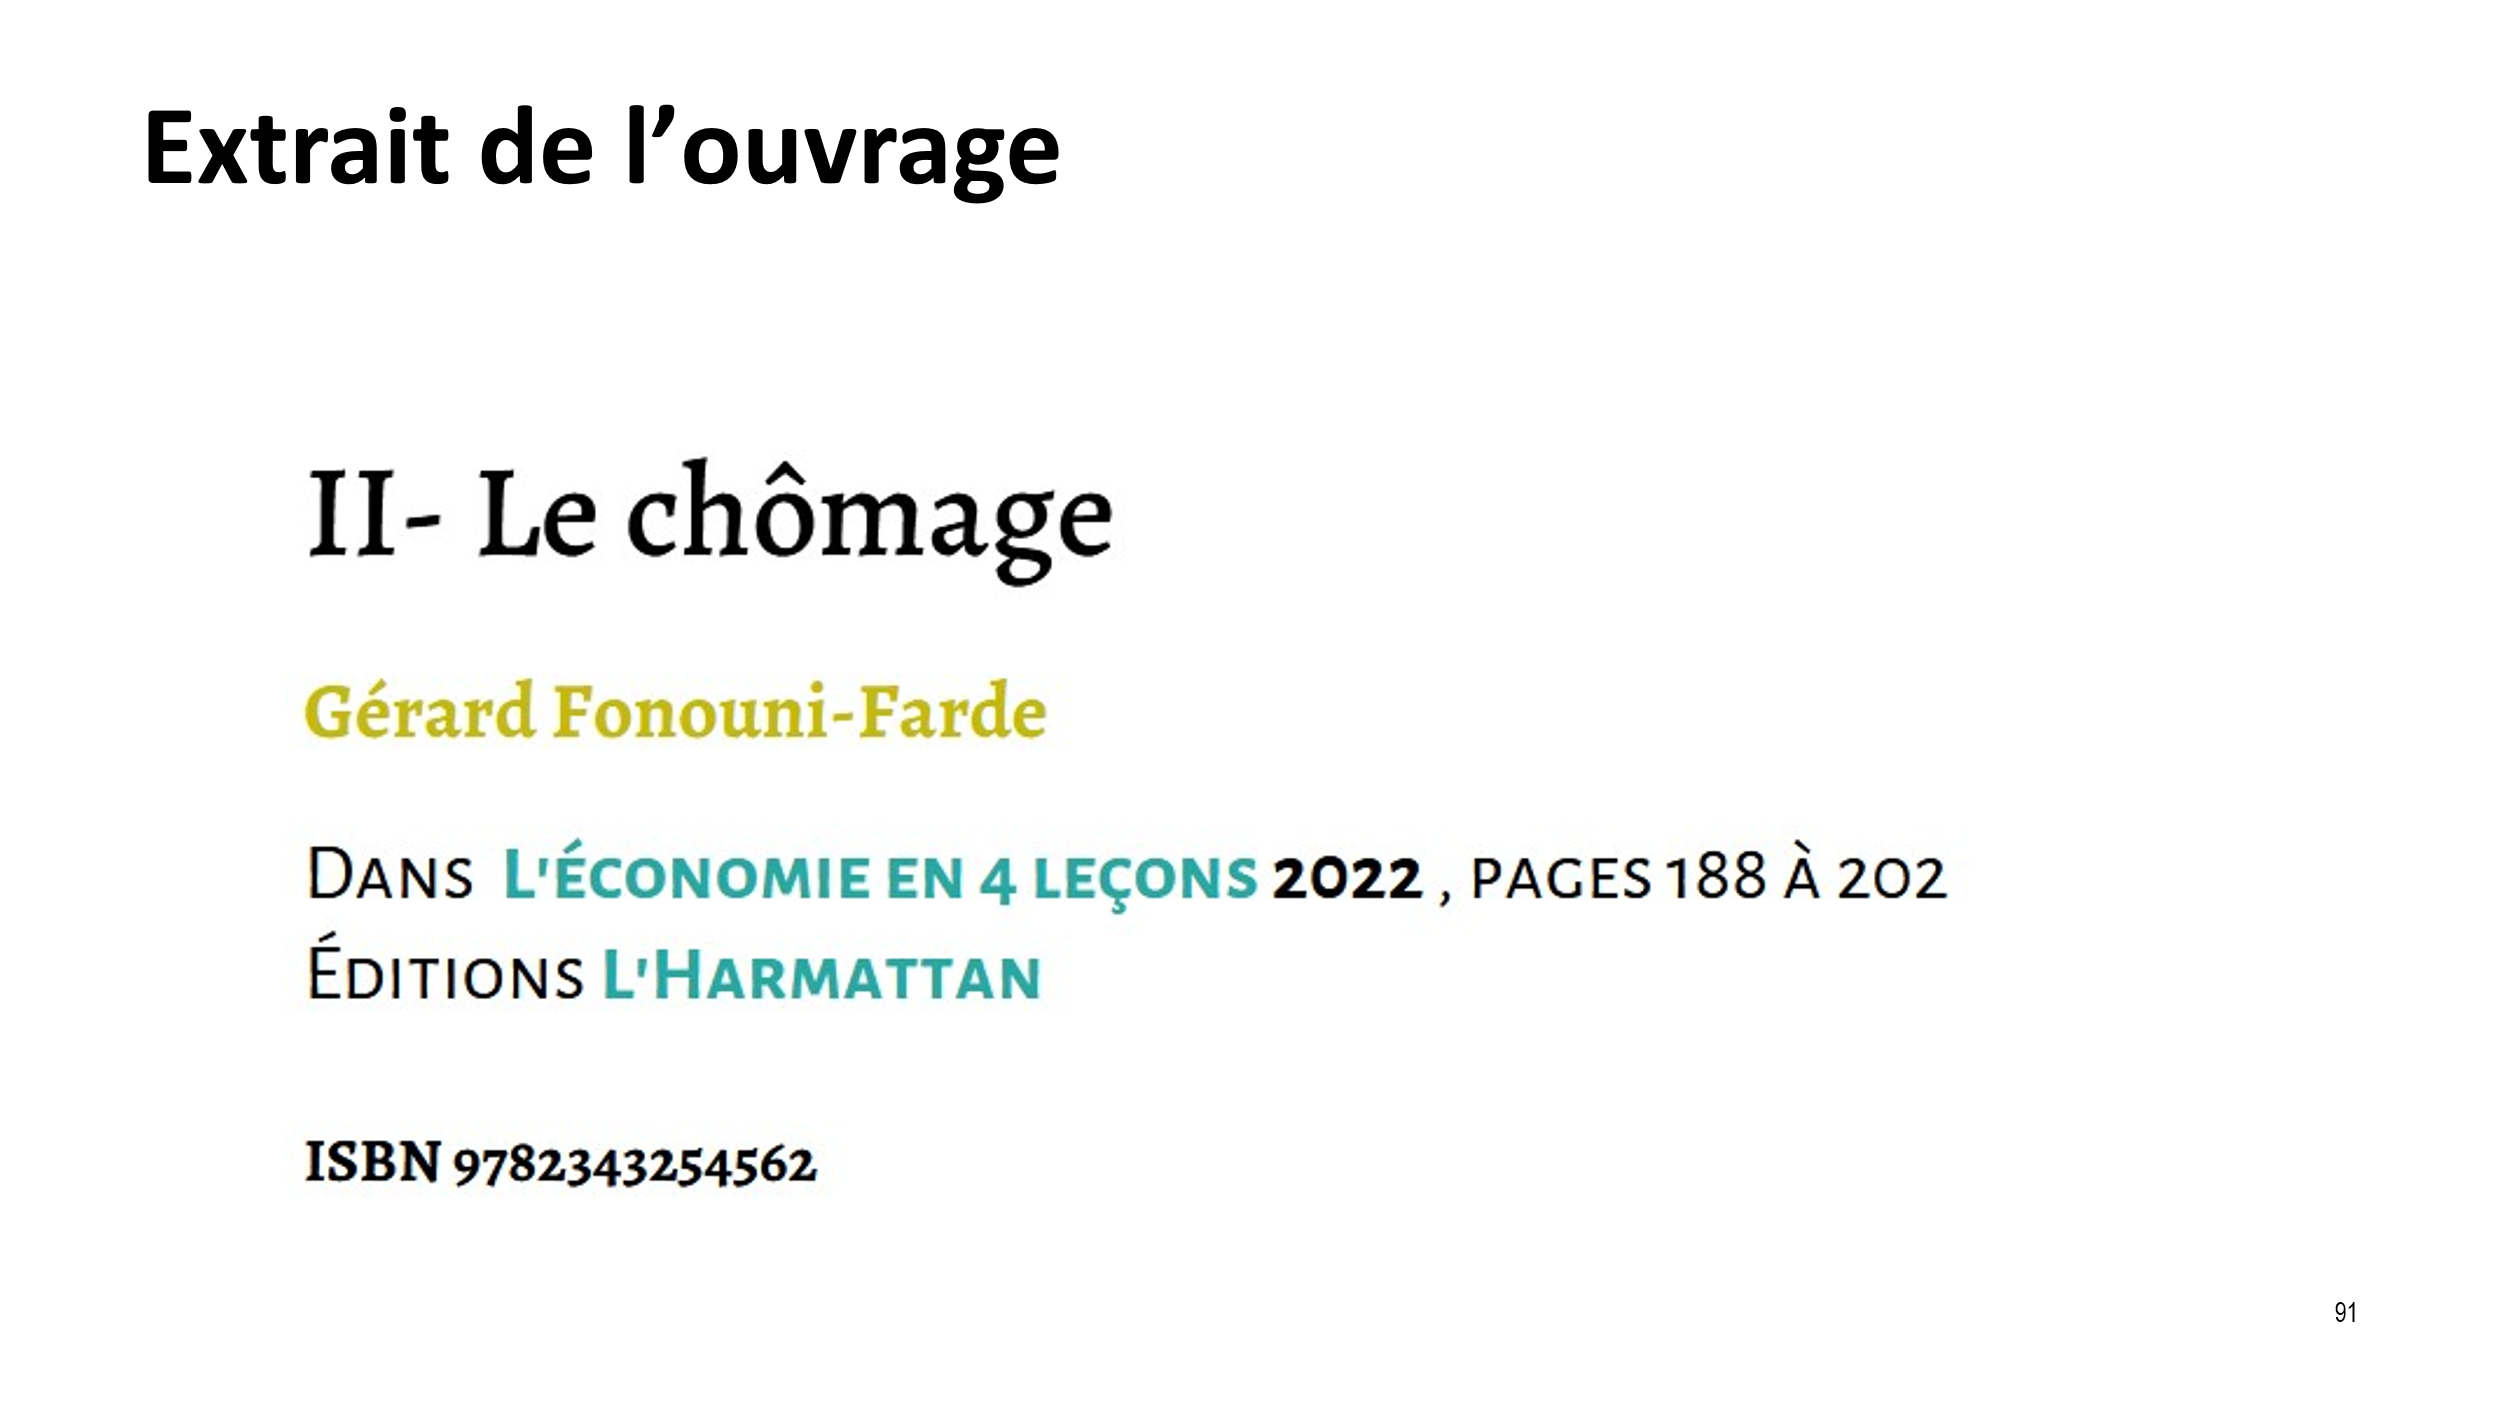 Extrait de l’ouvrage
II- Le chômage
Gérard Fonouni-Farde
Dans L'économie en 4 leçons 2022 , pages 188 à 202
Éditions L'Harmattan
ISBN 9782343254562
91